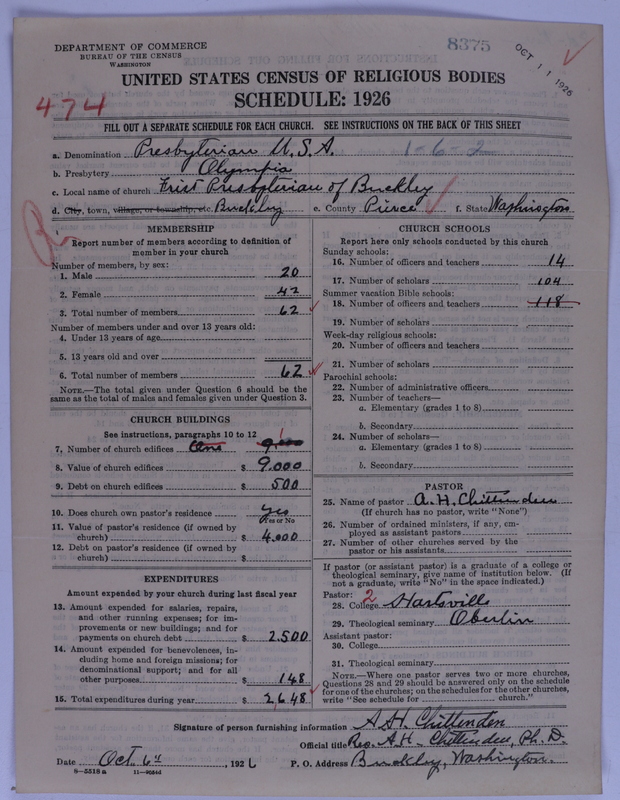 DEPARTMENT OF COMMERCE
BUREAU OF THE CENSUS
WASHINGTON
8375
OCT 11 1926
UNITED STATES CENSUS OF RELIGIOUS BODIES
474
SCHEDULE: 1926
FILL OUT A SEPARATE SCHEDULE FOR EACH CHURCH. SEE INSTRUCTIONS ON THE BACK OF THIS SHEET
a. Denomination Presbyterian U.S.A. 1-6-2
b. Presbytery Olympia
c. Local name of church First Presbyterian of Buckley
d. City, town, village, or township, etc. Buckley e. County Pierce f. State Washington
MEMBERSHIP
Report number of members according to definition of
member in your church
Number of members, by sex:
1. Male 20
2. Female 42
3. Total number of members 62
Number of members under and over 13 years old:
4. Under 13 years of age
5. 13 years old and over
6. Total number of members 62
NOTE.—The total given under Question 6 should be the
same as the total of males and females given under Question 3.
CHURCH BUILDINGS
See instructions, paragraphs 10 to 12
7. Number of church edifices One 9,000 1
8. Value of church edifices $ 9.000
9. Debt on church edifices $ 500
10. Does church own pastor's residence yes
Yes or No
11. Value of pastor's residence (if owned by
church) $ 4.000
12. Debt on pastor's residence (if owned by
church) $
EXPENDITURES
Amount expended by your church during last fiscal year
13. Amount expended for salaries, repairs,
and other running expenses; for im-
provements or new buildings; and for
payments on church debt $ 2.500
14. Amount expended for benevolences, in-
cluding home and foreign missions; for
denominational support; and for all
other purposes $ 148
15. Total expenditures during year $ 2,648
CHURCH SCHOOLS
Report here only schools conducted by this church
Sunday schools:
16. Number of officers and teachers 14
17. Number of scholars 104
Summer vacation Bible schools:
18. Number of officers and teachers 118
19. Number of scholars
Week-day religious schools:
20. Number of officers and teachers
21. Number of scholars
Parochial schools:
22. Number of administrative officers
23. Number of teachers—
a. Elementary (grades 1 to 8)
b. Secondary
24. Number of scholars—
a. Elementary (grades 1 to 8)
b. Secondary
PASTOR
25. Name of pastor A.H. Chittenden
(If church has no pastor, write "None")
26. Number of ordained ministers, if any, em-
ployed as assistant pastors
27. Number of other churches served by the
pastor or his assistants
If pastor (or assistant pastor) is a graduate of a college or
theological seminary, give name of institution below. (If
not a graduate, write "No" in the space indicated.)
Pastor: 2
28. College Hartsville
29. Theological seminary Oberlin
Assistant pastor:
30. College
31. Theological seminary
NOTE.—Where one pastor serves two or more churches,
Questions 28 and 29 should be answered only on the schedule
for one of the churches; on the schedules for the other churches,
write "See schedule for church."
Signature of person furnishing information A H Chittenden
Official title Rev. A.H. Chittenden, Ph. D.
Date Oct. 6th, 1926 P. O. Address Buckley, Washington.
8-5518 a